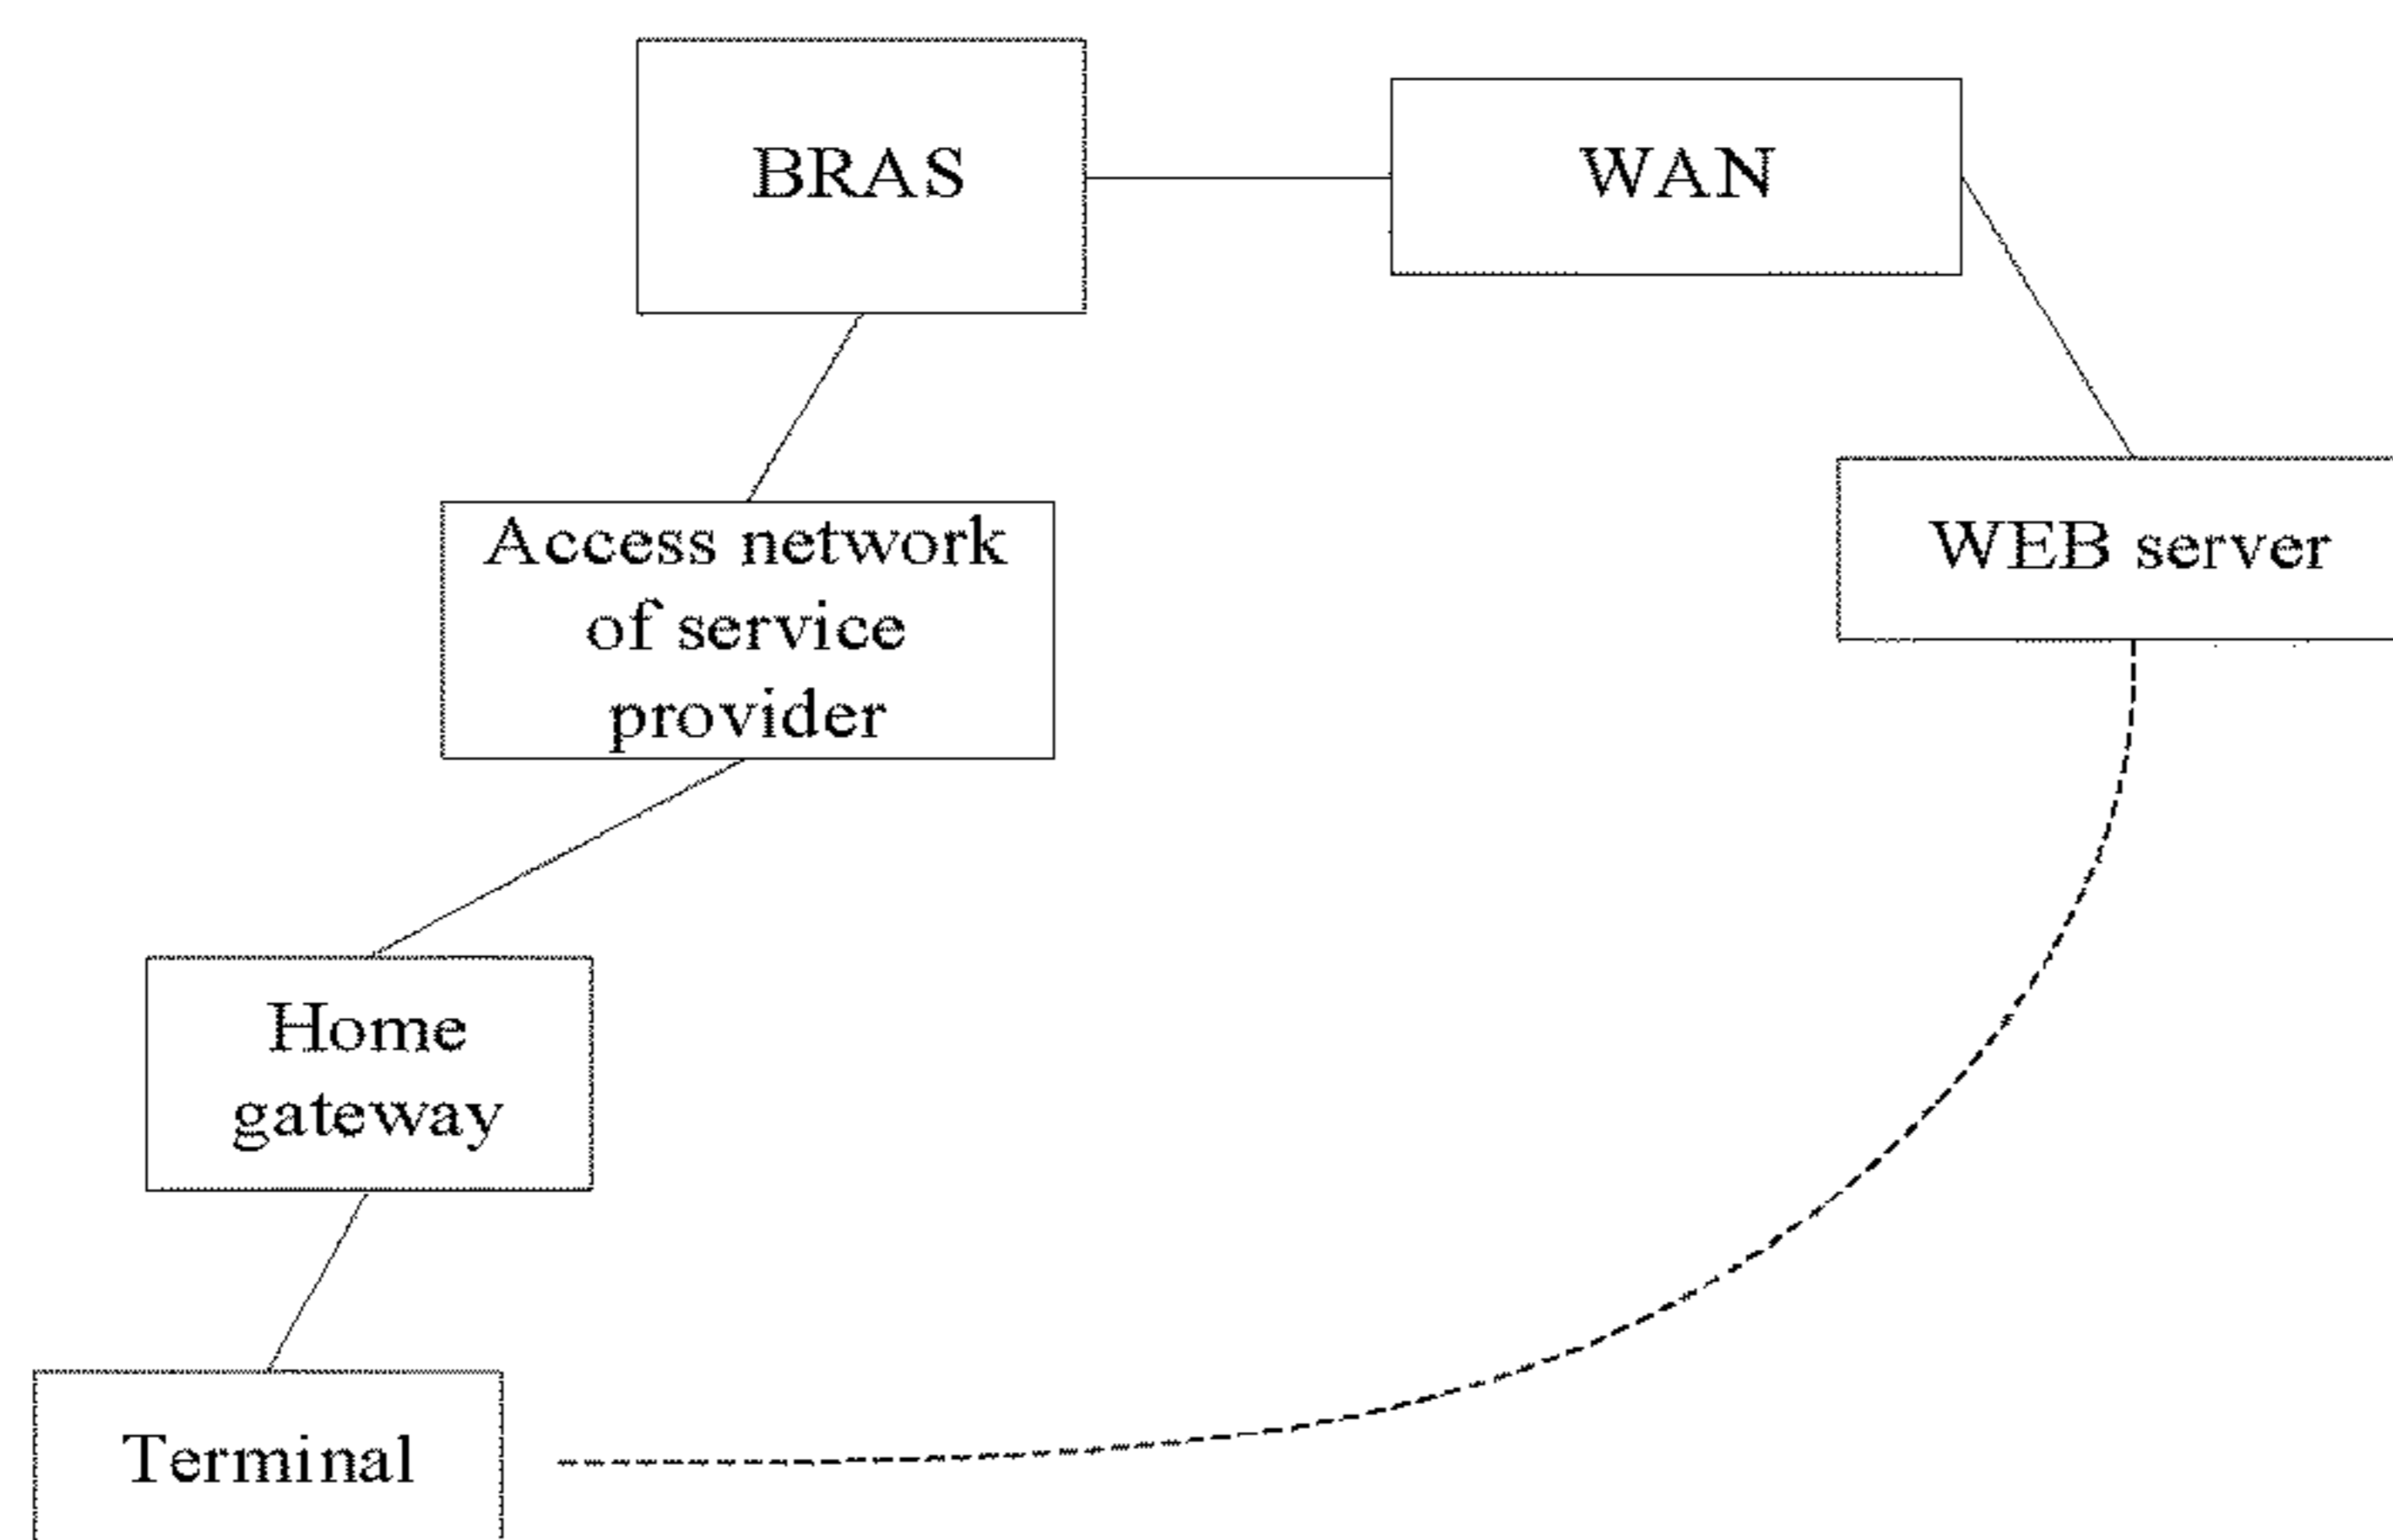 BRAS
WAN
Access network
of service
provider
WEB server
Home
gateway
Terminal